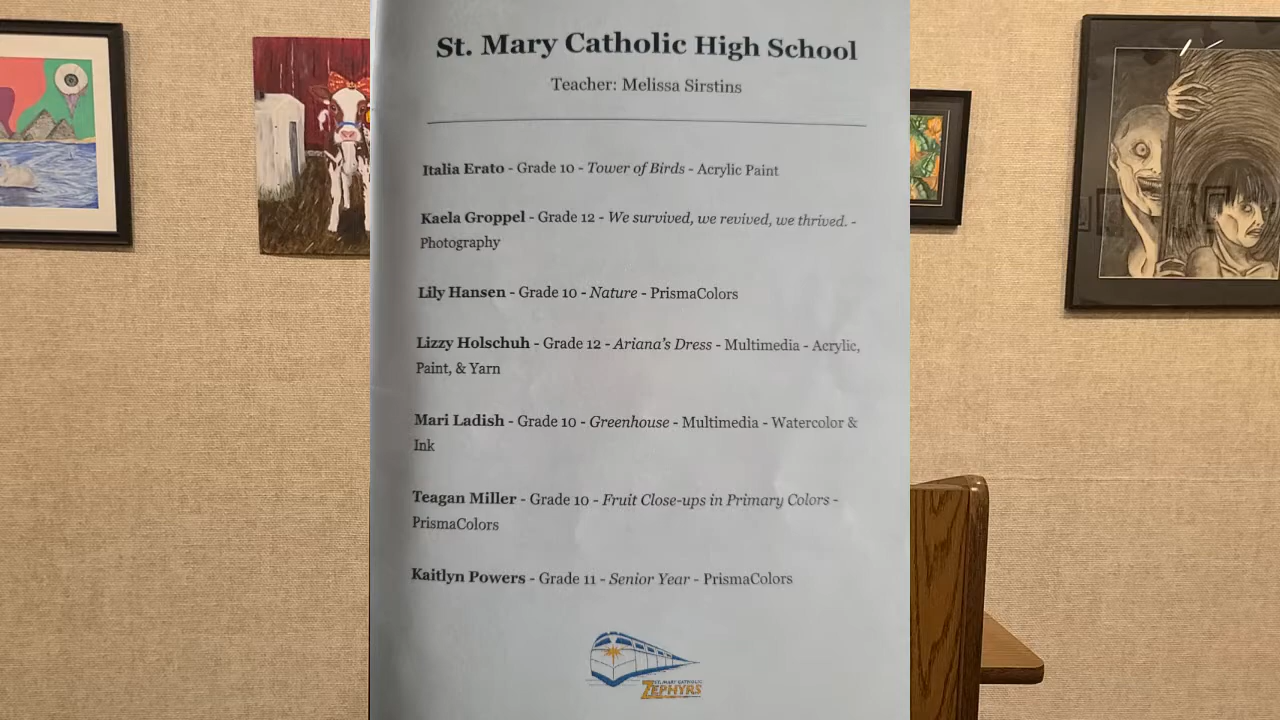 St. Mary Catholic High School
Teacher: Melissa Sirstins
Italia Erato - Grade 10 - Tower of Birds - Acrylic Paint
Kaela Groppel - Grade 12 - We survived, we revived, we thrived. -
Photography
Lily Hansen - Grade 10 - Nature - PrismaColors
Lizzy Holschuh - Grade 12 - Ariana's Dress - Multimedia - Acrylic,
Paint, & Yarn
Mari Ladish - Grade 10 - Greenhouse - Multimedia - Watercolor &
Ink
Teagan Miller - Grade 10 - Fruit Close-ups in Primary Colors -
PrismaColors
Kaitlyn Powers - Grade 11 - Senior Year - PrismaColors
ST. MARY CATHOLIC
ZEPHYRS